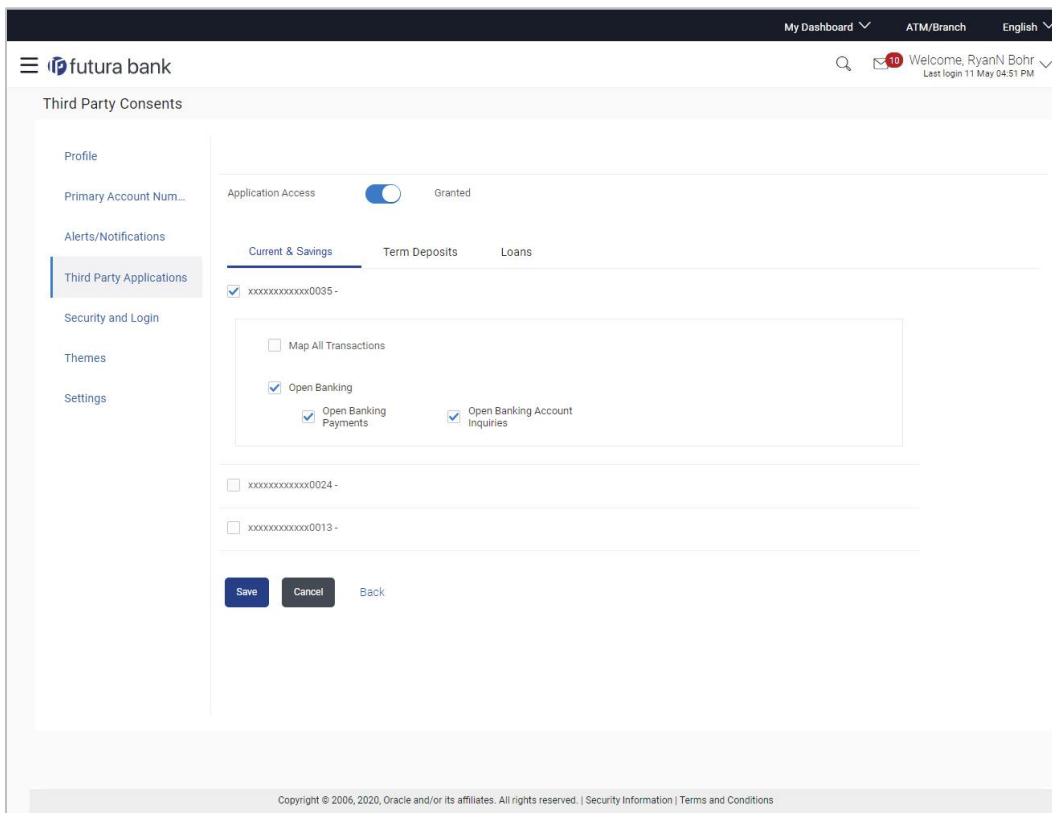 My Dashboard ATM/Branch English
futura bank
10
Welcome, RyanN Bohr
Last login 11 May 04:51 PM
Third Party Consents
Profile
Primary Account Num...
Alerts/Notifications
Third Party Applications
Security and Login
Themes
Settings
Application Access Granted
Current & Savings Term Deposits Loans
xxxxxxxxxxxx0035 -
Map All Transactions
Open Banking
Open Banking
Payments
Open Banking Account
Inquiries
xxxxxxxxxxxx0024 -
xxxxxxxxxxxx0013 -
Save Cancel Back
Copyright © 2006, 2020, Oracle and/or its affiliates. All rights reserved. | Security Information | Terms and Conditions